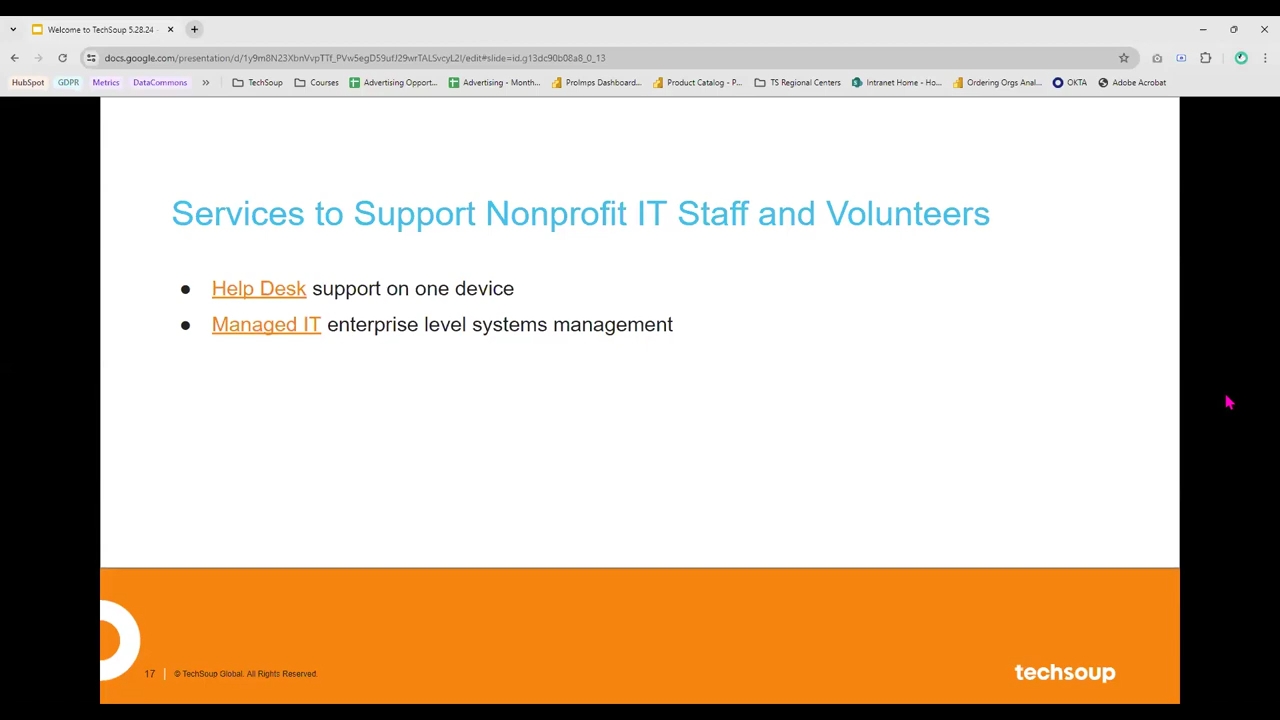 Welcome to TechSoup 5.28.24
docs.google.com/presentation/d/1y9m8N23XbnVvpTTf_PVw5egD59ufJ29wrTALSvcyL2I/edit#slide=id.g13dc90b08a8_0_13
HubSpot GDPR Metrics DataCommons » TechSoup Courses Advertising Opport... Advertising - Month... ProImps Dashboard... Product Catalog - P... TS Regional Centers Intranet Home - Ho... Ordering Orgs Anal... OKTA Adobe Acrobat
Services to Support Nonprofit IT Staff and Volunteers
● Help Desk support on one device
● Managed IT enterprise level systems management
17 | © TechSoup Global. All Rights Reserved.
techsoup